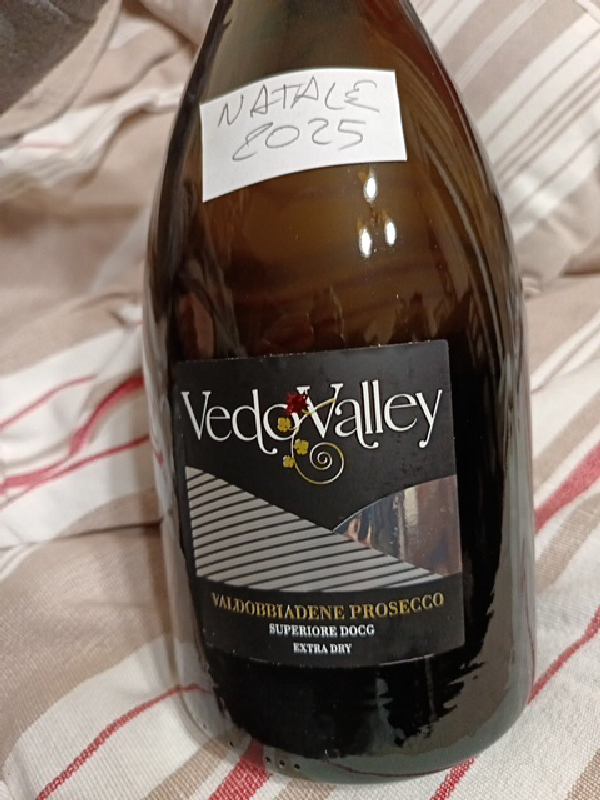 NATALE
2025
VedoValley
VALDOBBIADENE PROSECCO
SUPERIORE DOCG
EXTRA DRY